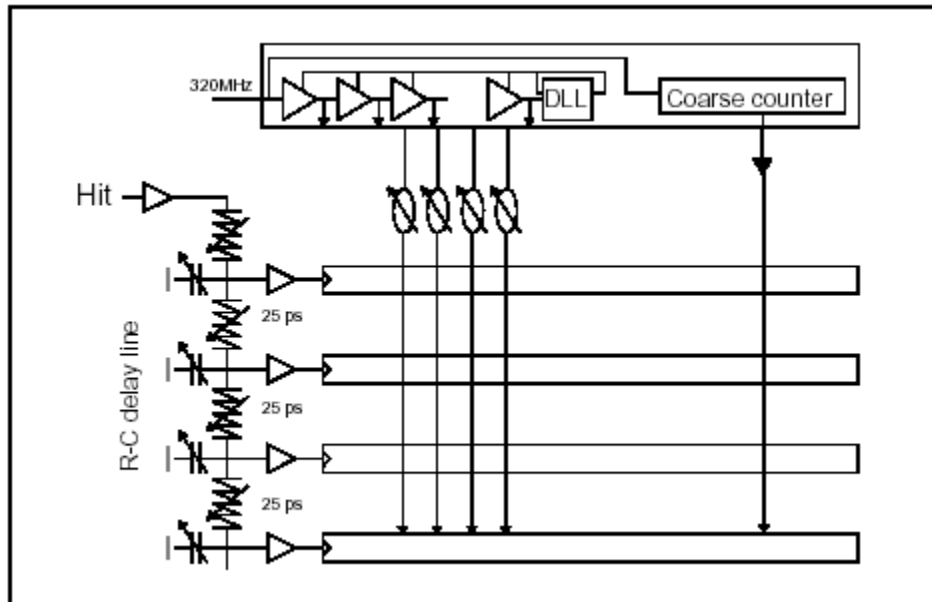 320MHz
DLL
Coarse counter
Hit
25 ps
25 ps
25 ps
R-C delay line